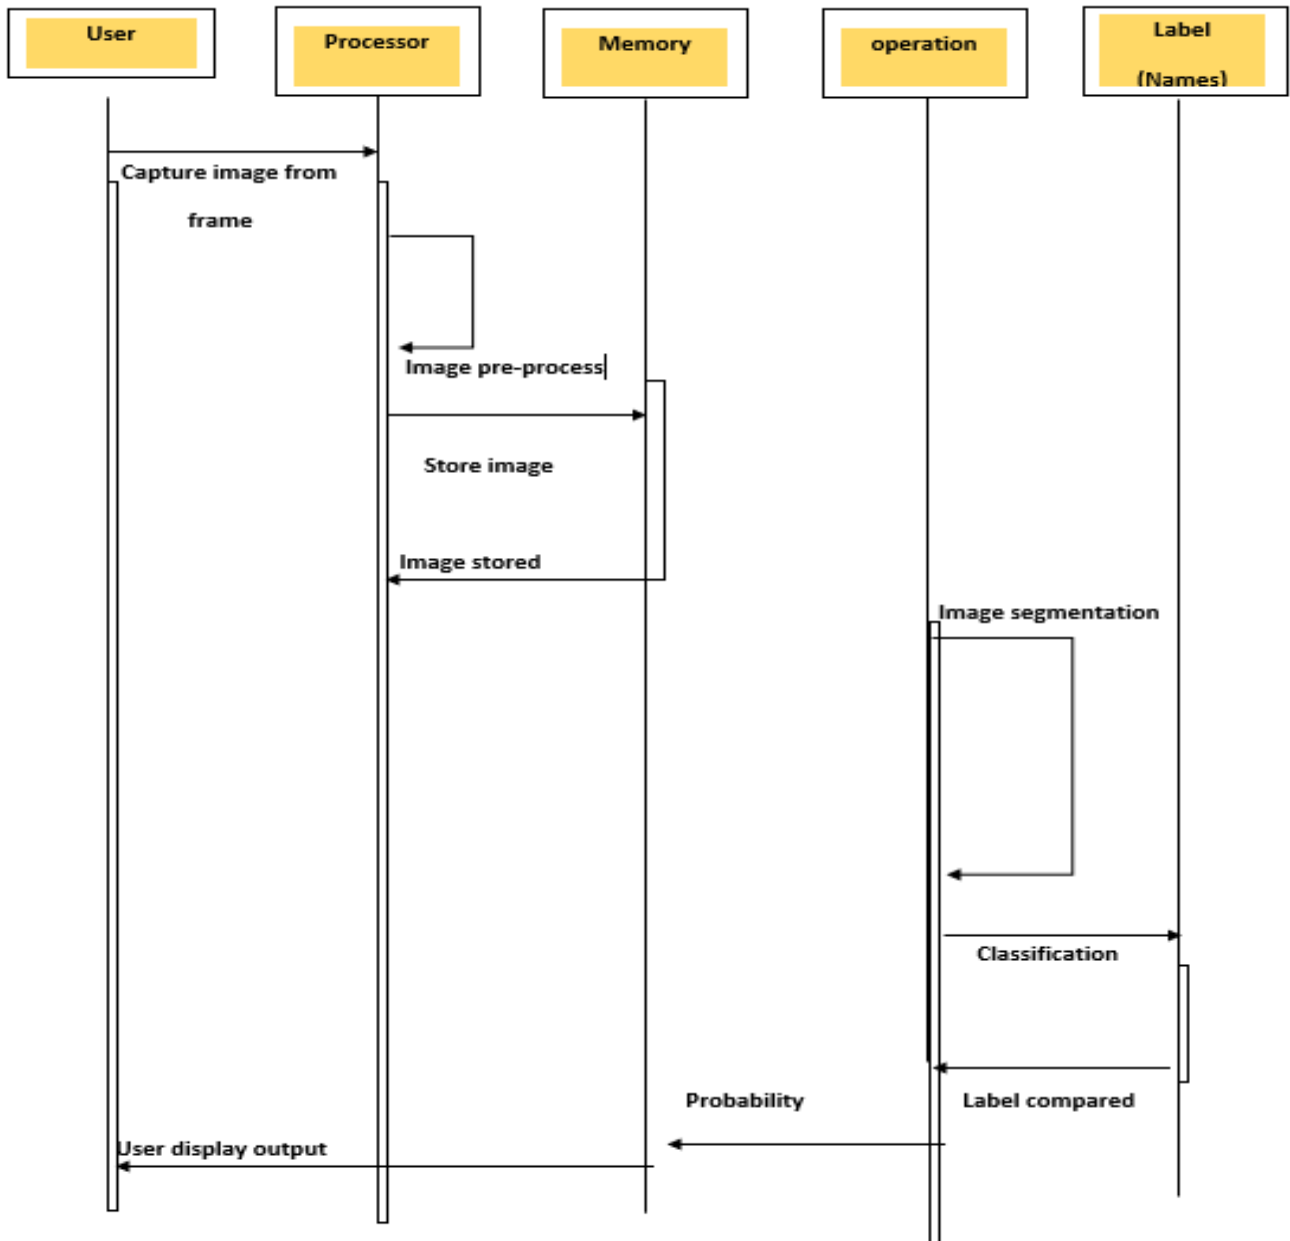 User
Processor
Memory
operation
Label
(Names)
Capture image from
frame
Image pre-process
Store image
Image stored
Image segmentation
Classification
Label compared
Probability
User display output